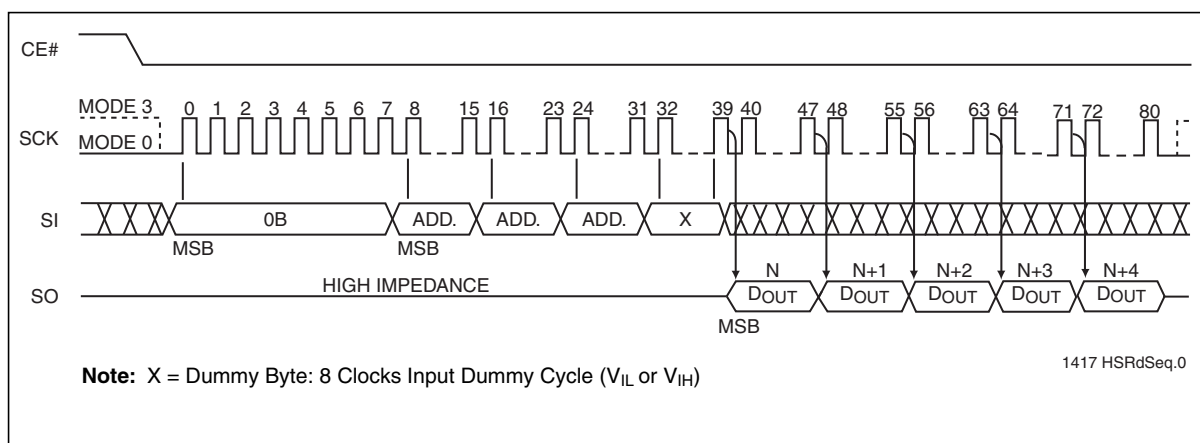 CE#
MODE 3
0 1 2 3 4 5 6 7 8 15 16 23 24 31 32 39 40 47 48 55 56 63 64 71 72 80
SCK
MODE 0
SI 0B ADD. ADD. ADD. X
MSB MSB
N N+1 N+2 N+3 N+4
HIGH IMPEDANCE
SO DOUT DOUT DOUT DOUT DOUT
MSB
1417 HSRdSeq.0
Note: X = Dummy Byte: 8 Clocks Input Dummy Cycle (VIL or VIH)